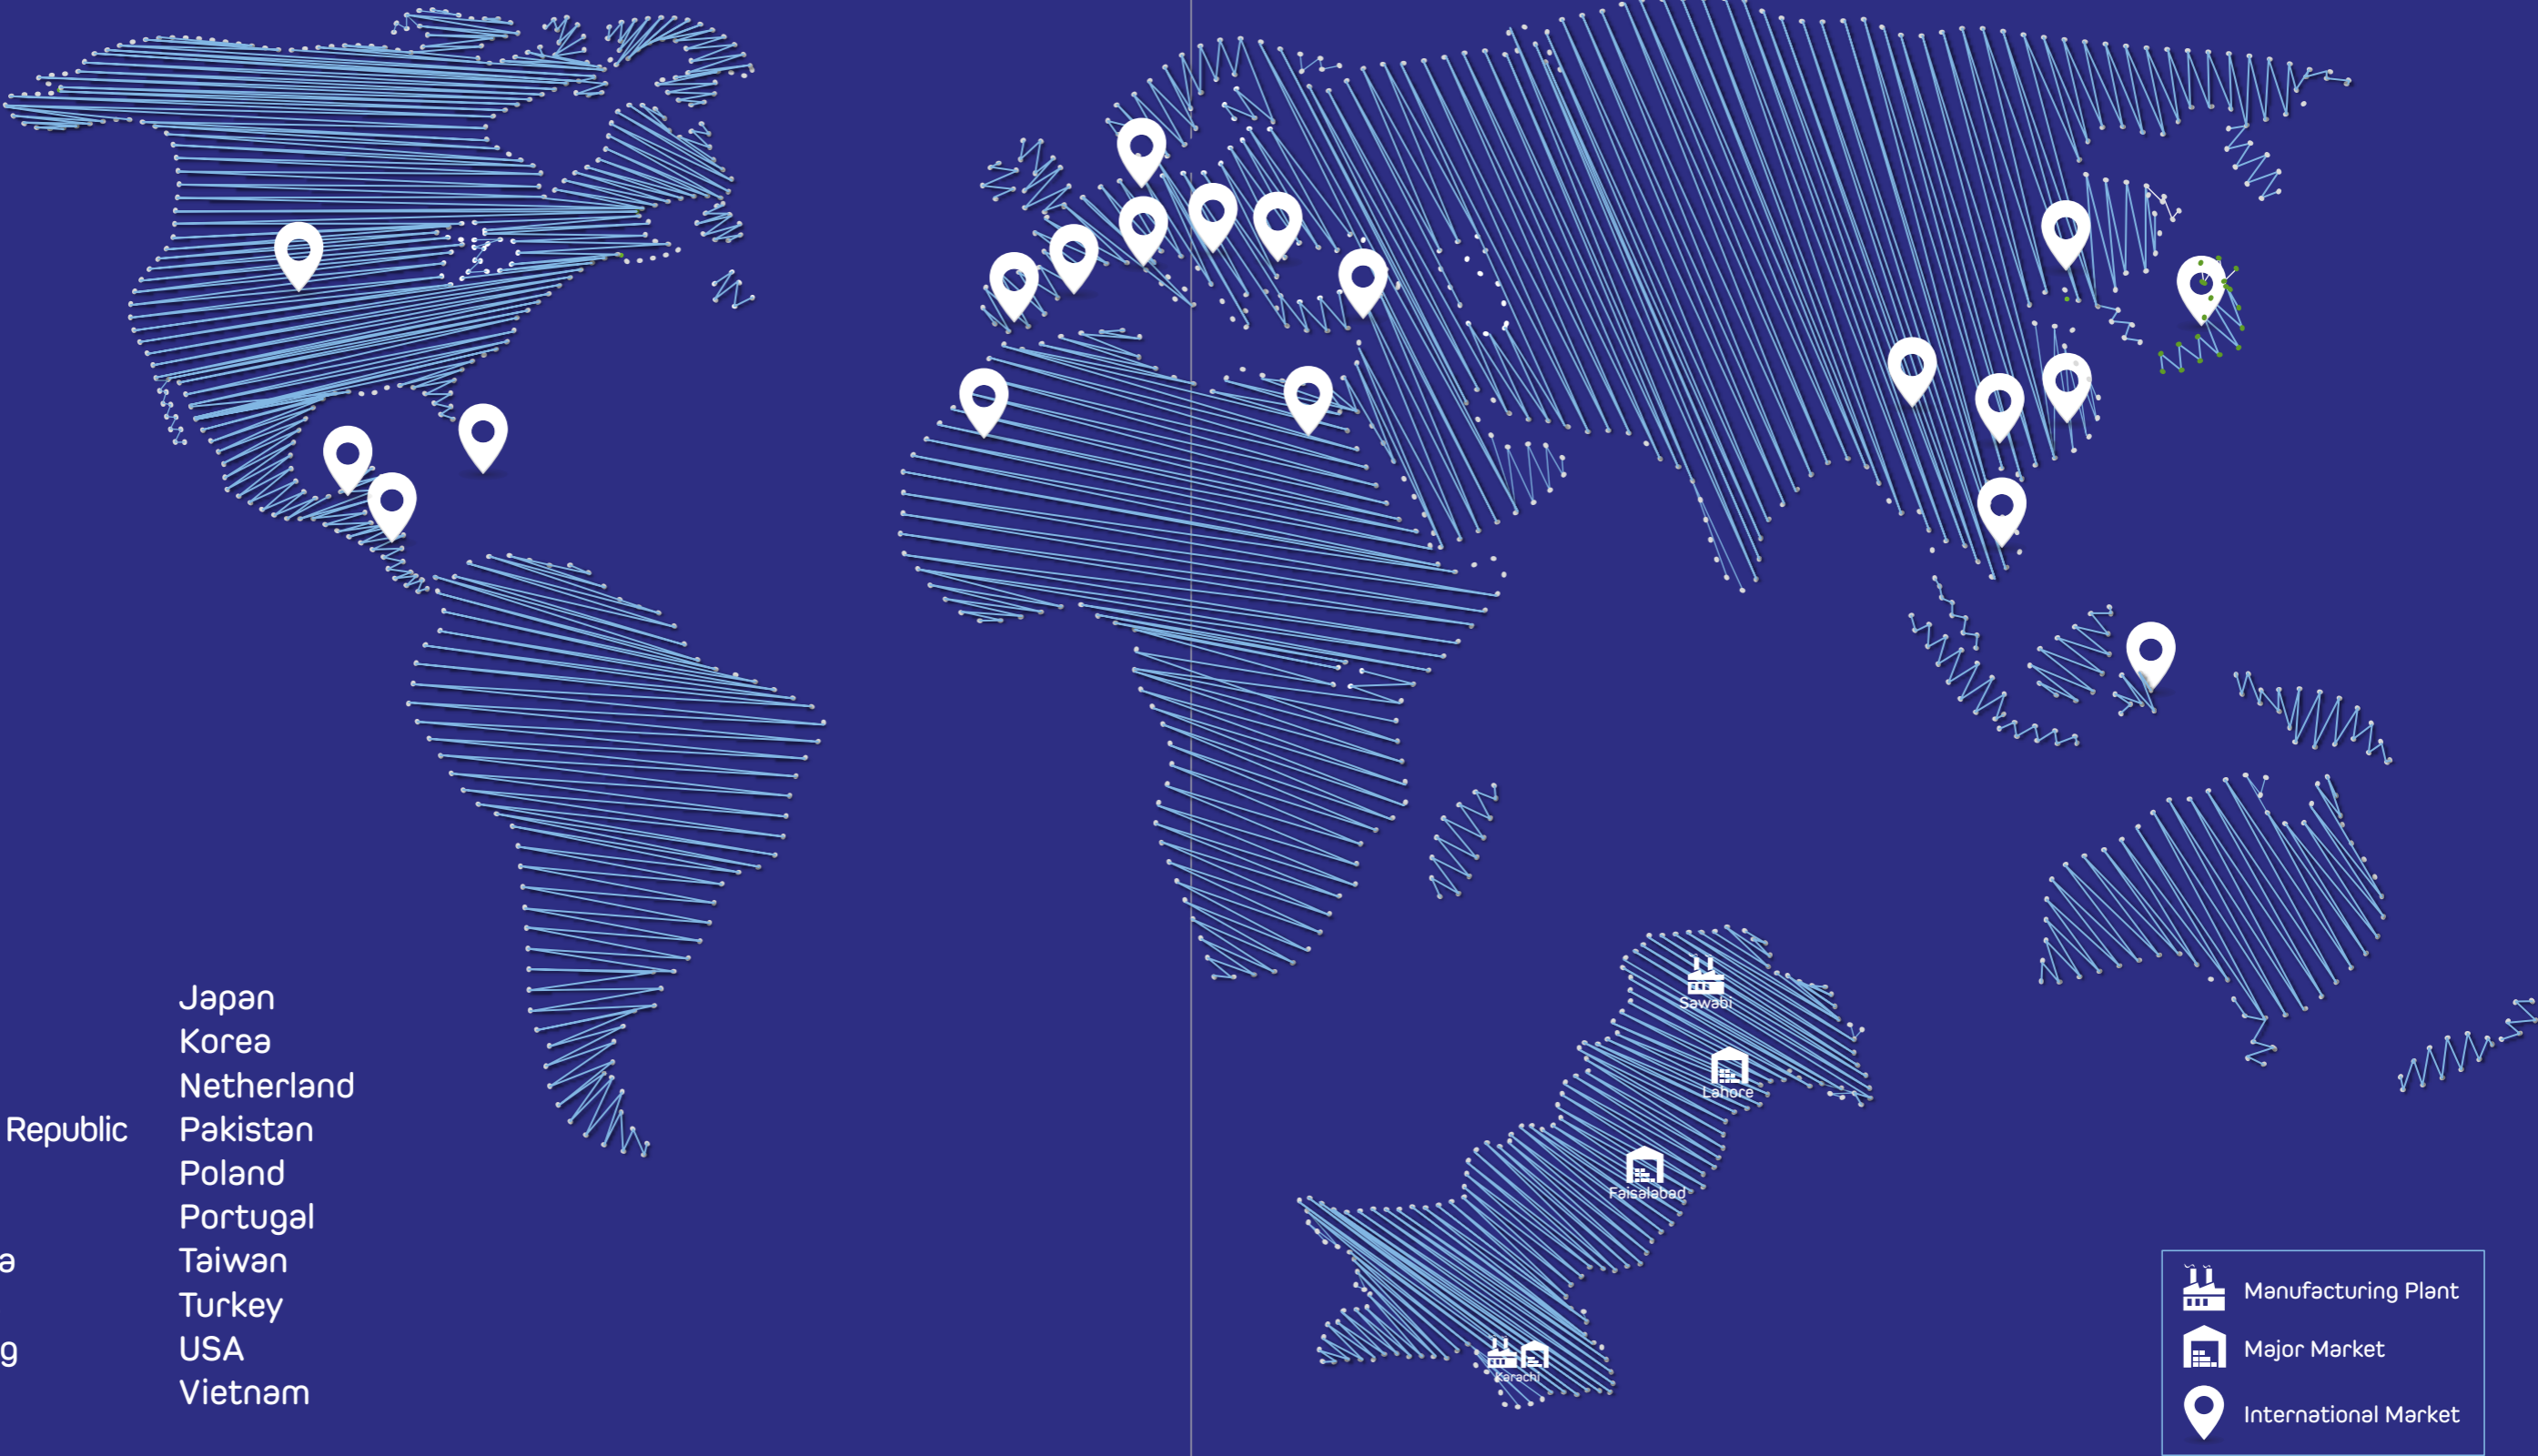 Japan
Korea
Netherland
Republic Pakistan
Poland
Portugal
a Taiwan
Turkey
g USA
Vietnam
Sawabi
Lahore
Faisalabad
Karachi
Manufacturing Plant
Major Market
International Market